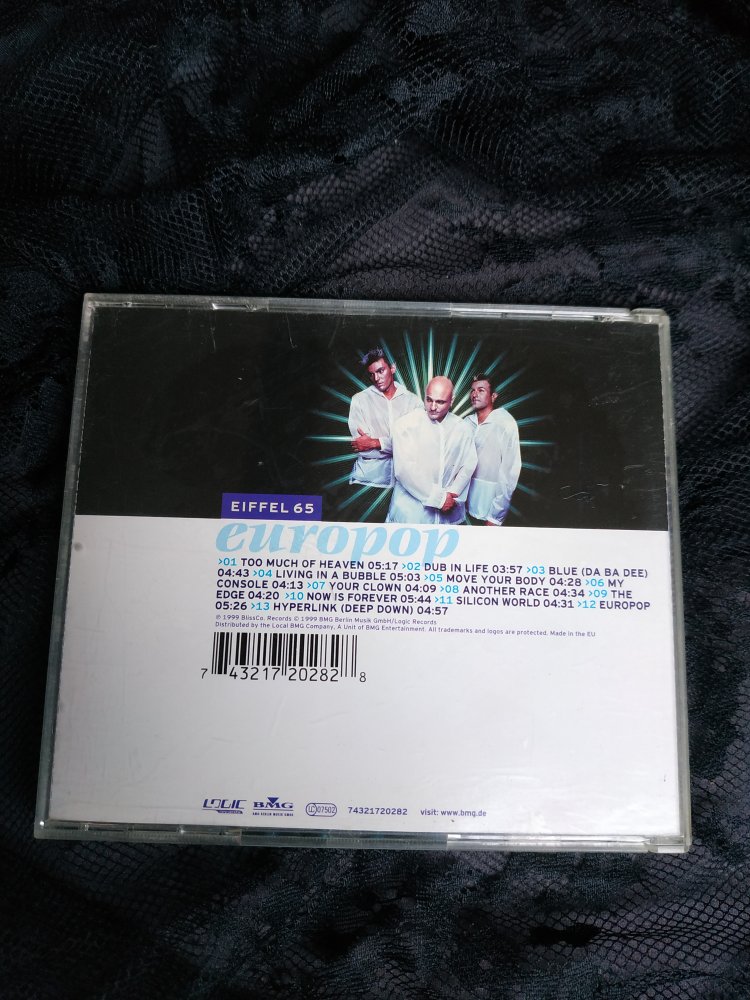 EIFFEL 65
europop
>01 TOO MUCH OF HEAVEN 05:17 >02 DUB IN LIFE 03:57 >03 BLUE (DA BA DEE)
04:43 >04 LIVING IN A BUBBLE 05:03 >05 MOVE YOUR BODY 04:28 >06 MY
CONSOLE 04:13 >07 YOUR CLOWN 04:09 >08 ANOTHER RACE 04:34 >09 THE
EDGE 04:20 >10 NOW IS FOREVER 05:44 >11 SILICON WORLD 04:31 >12 EUROPOP
05:26 >13 HYPERLINK (DEEP DOWN) 04:57
℗ 1999 BlissCo. Records © 1999 BMG Berlin Musik GmbH/Logic Records
Distributed by the Local BMG Company, A Unit of BMG Entertainment. All trademarks and logos are protected. Made in the EU
7 43217 20282 8
LOGIC BMG LC 07502 74321720282 visit: www.bmg.de
BMG BERLIN MUSIK GMBH